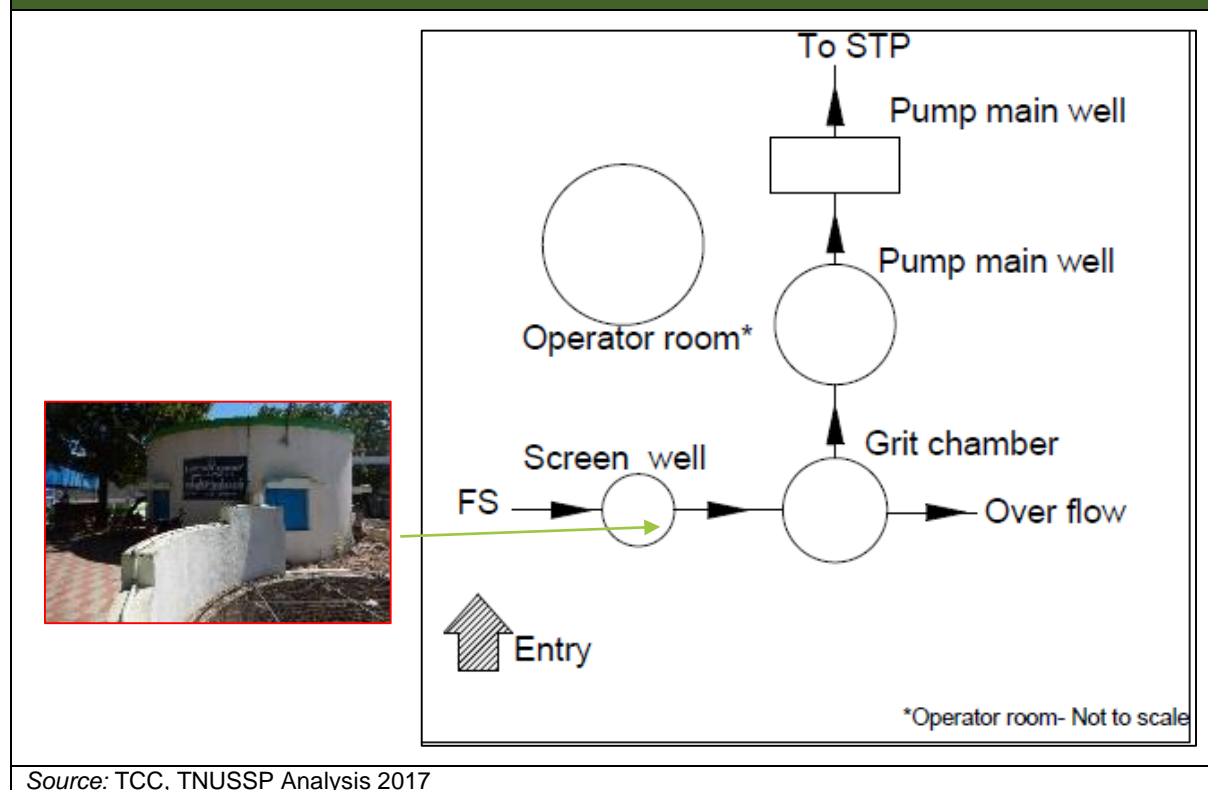 To STP
Pump main well
Pump main well
Operator room*
Grit chamber
Screen well
FS
Over flow
Entry
*Operator room- Not to scale
Source: TCC, TNUSSP Analysis 2017